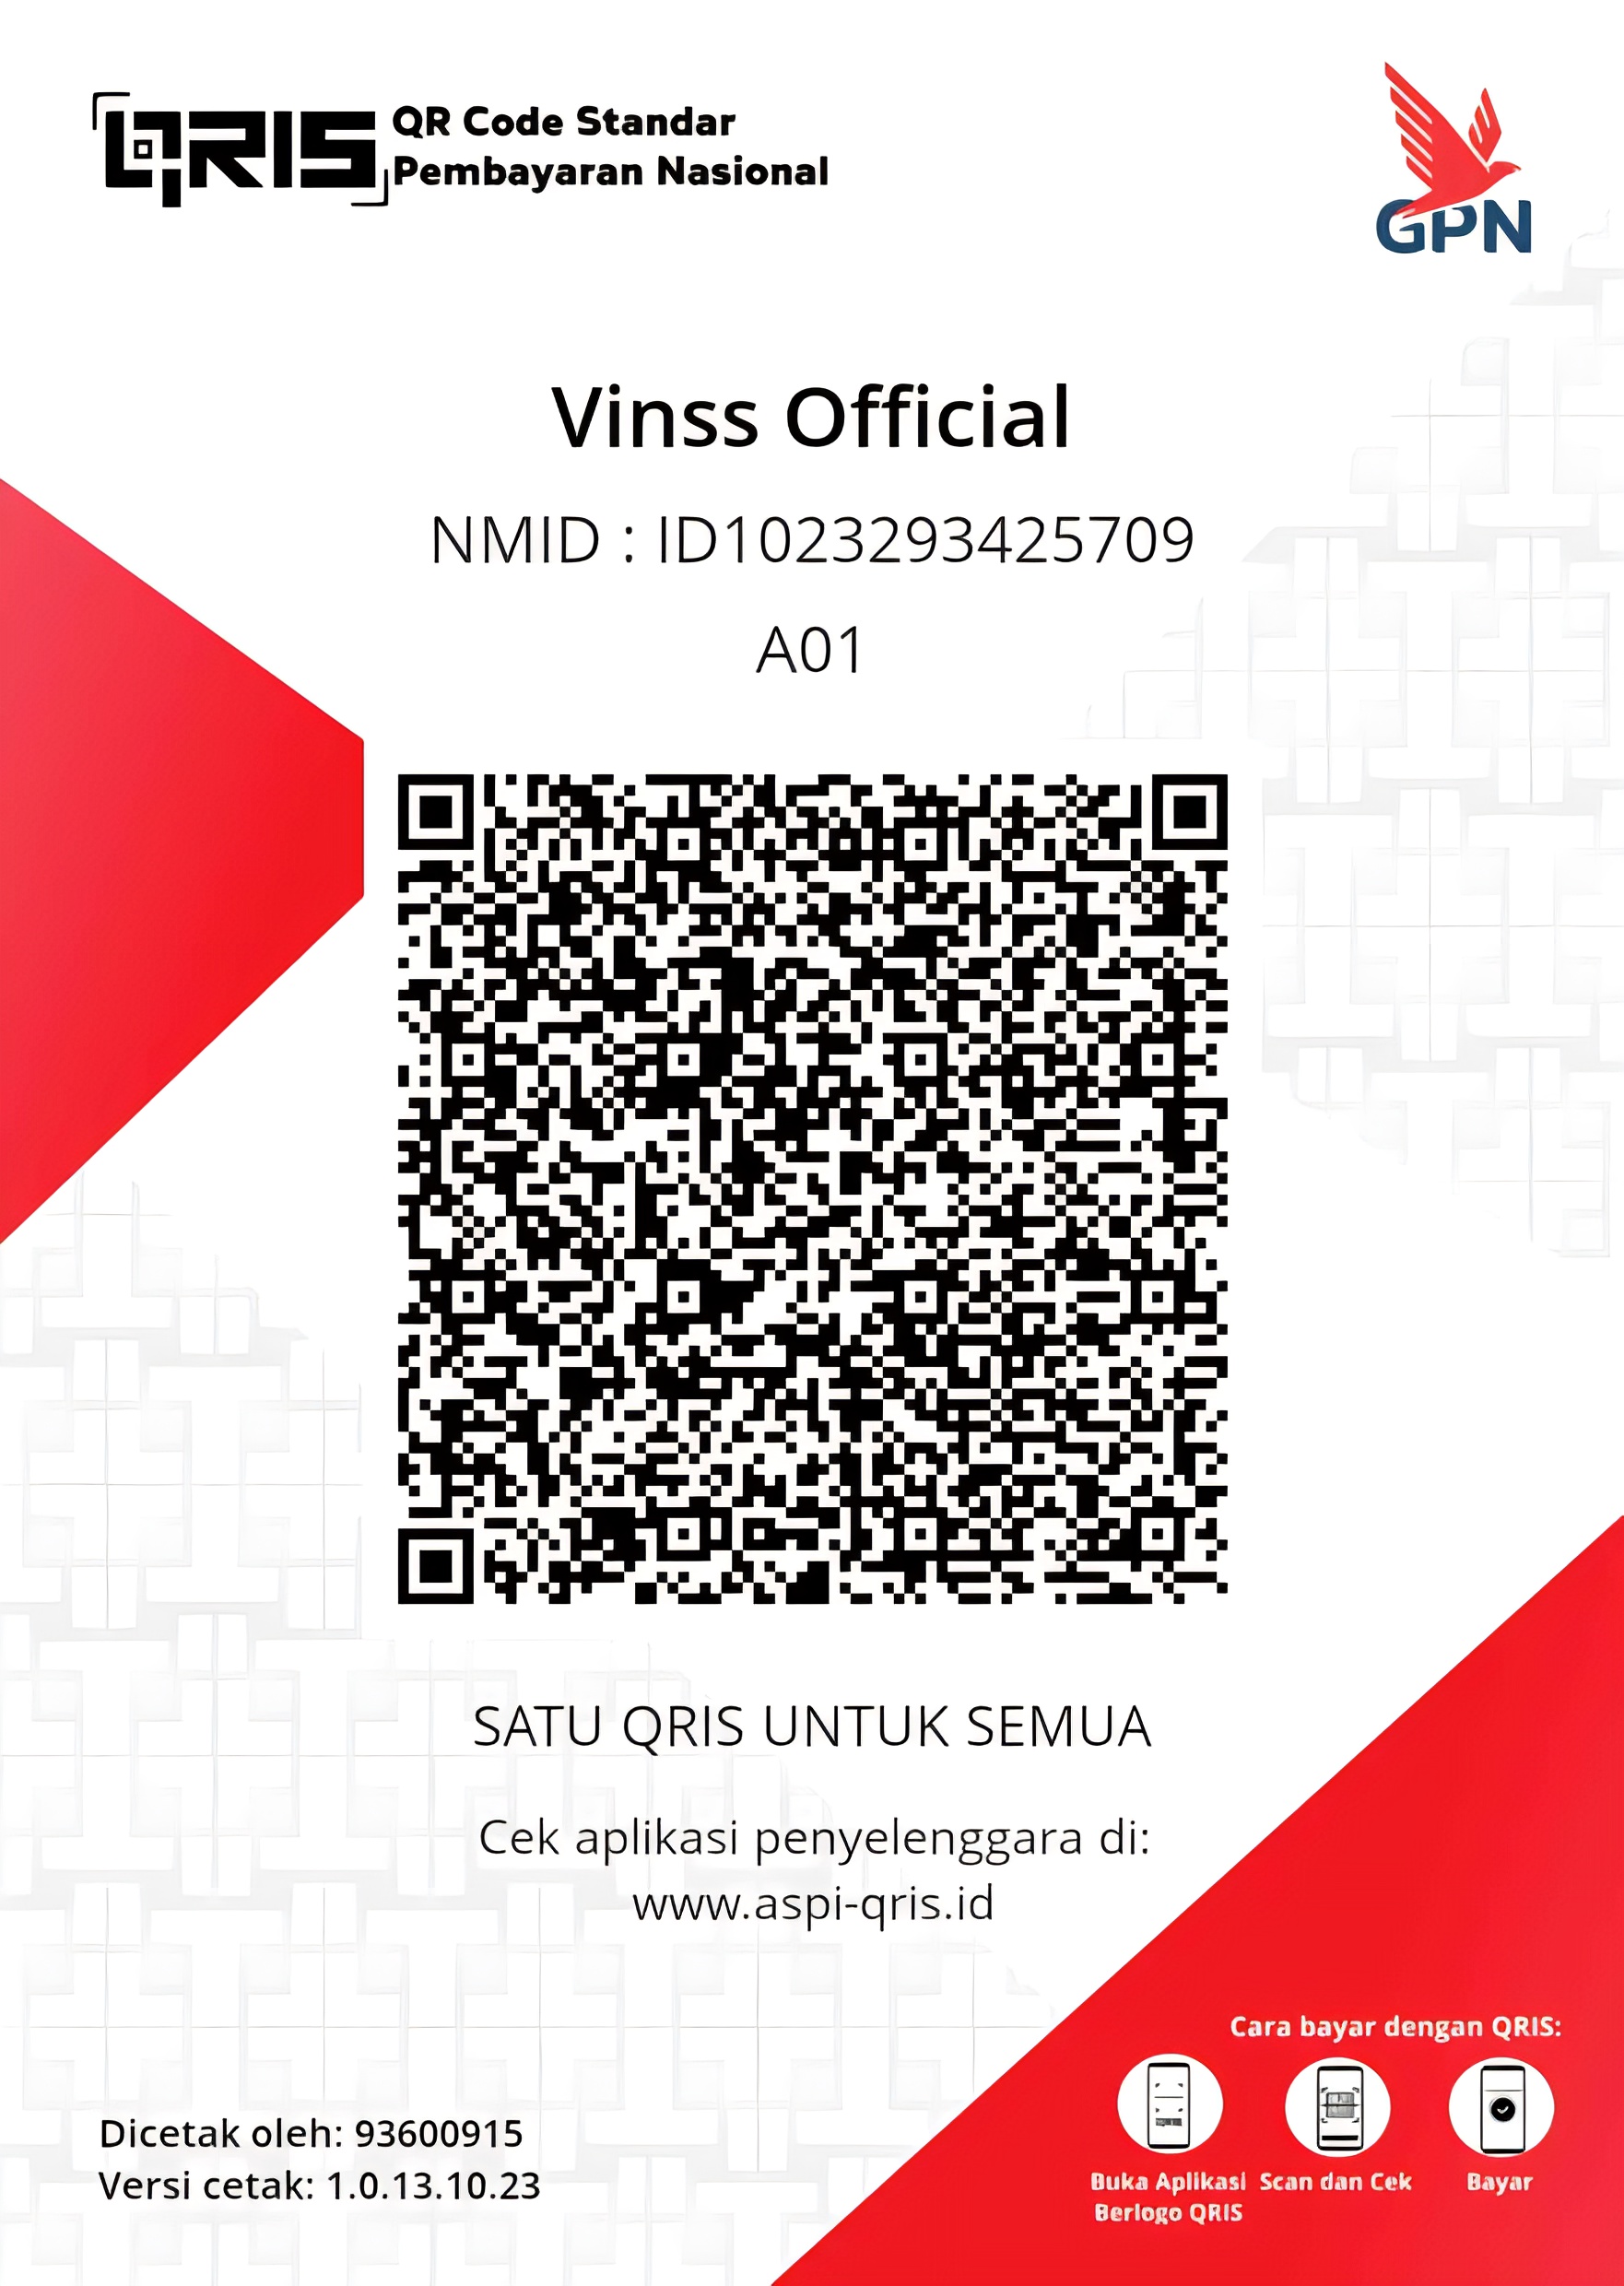 QRIS QR Code Standar
Pembayaran Nasional
GPN
Vinss Official
NMID : ID1023293425709
A01
SATU QRIS UNTUK SEMUA
Cek aplikasi penyelenggara di:
www.aspi-qris.id
Cara bayar dengan QRIS:
Buka Aplikasi
Berlogo QRIS
Scan dan Cek
Bayar
Dicetak oleh: 93600915
Versi cetak: 1.0.13.10.23